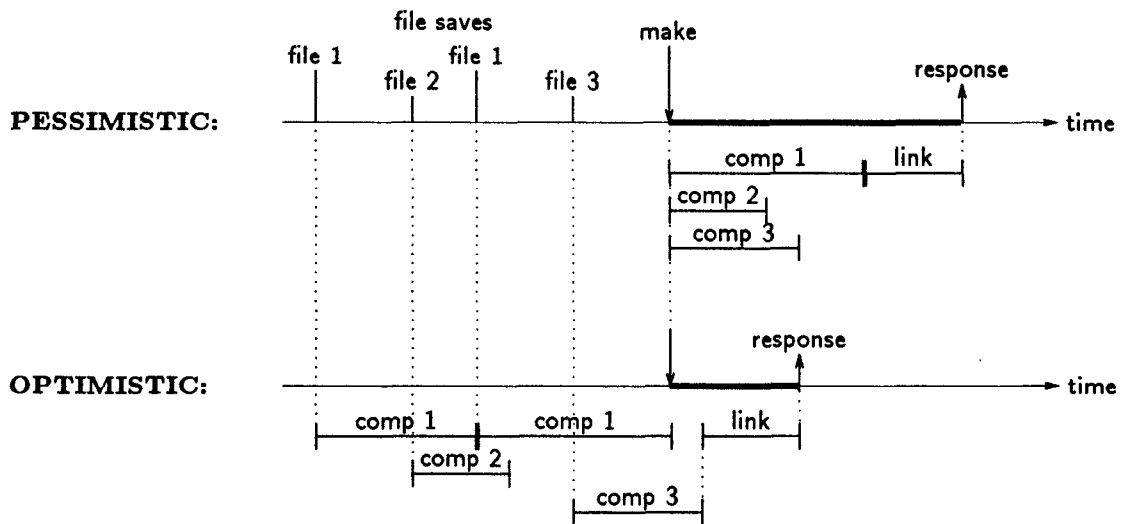 file saves
make
file 1
file 1
file 2
file 3
response
PESSIMISTIC:
time
comp 1
link
comp 2
comp 3
response
OPTIMISTIC:
time
comp 1
comp 1
link
comp 2
comp 3